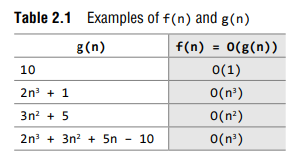 Table 2.1 Examples of f(n) and g(n)
g(n) f(n) = O(g(n))
10 O(1)
2n³ + 1 O(n³)
3n² + 5 O(n²)
2n³ + 3n² + 5n − 10 O(n³)